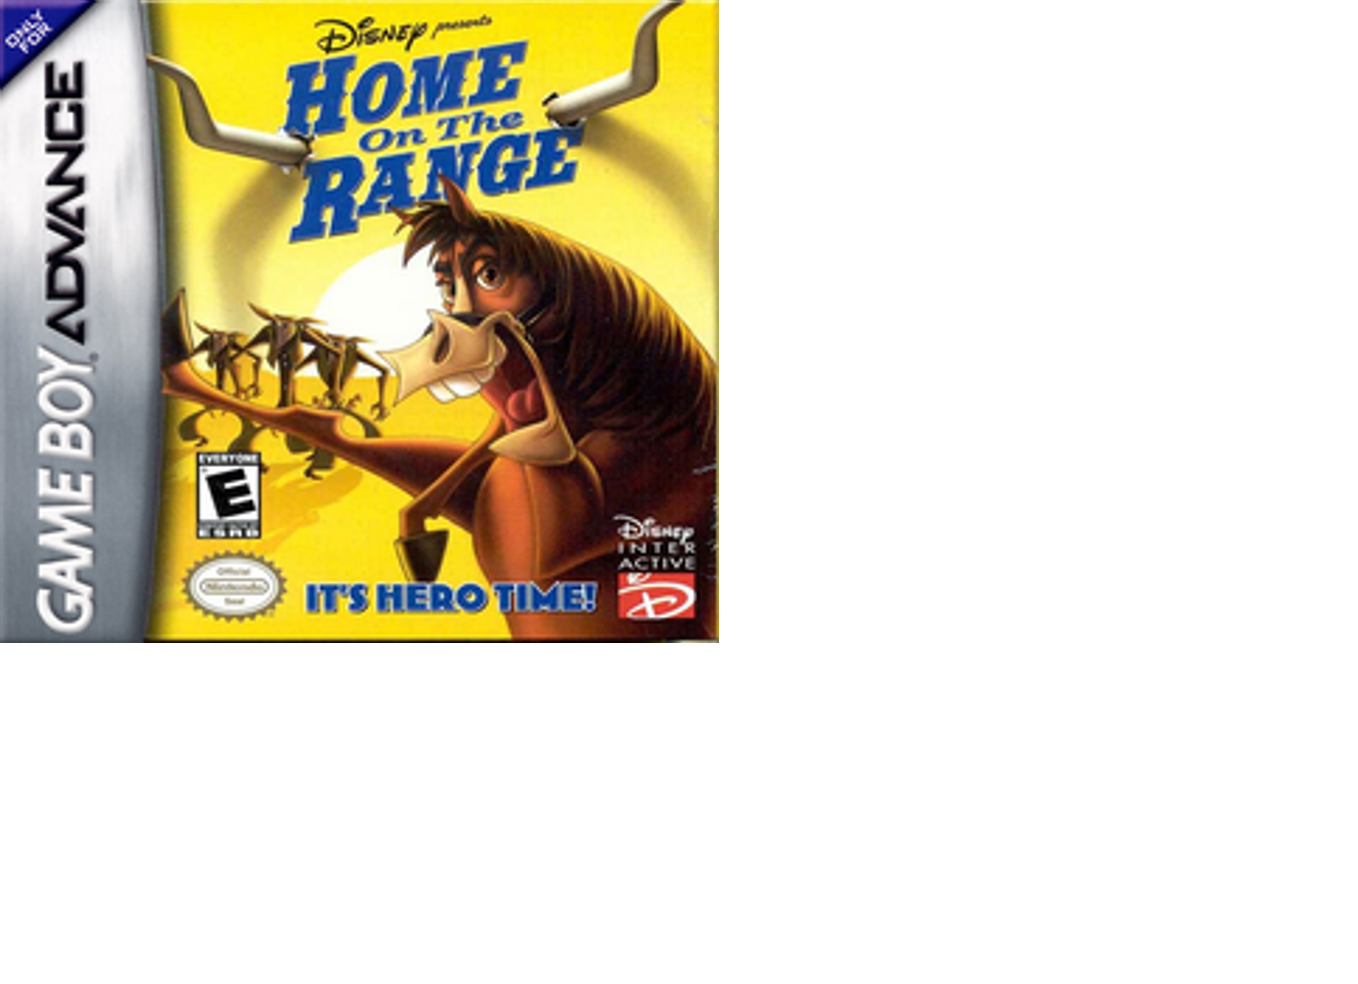 ONLY
FOR
GAME BOY ADVANCE
Disney presents
HOME
On The
RANGE
EVERYONE
E
ESRB
Official
Nintendo
Seal
IT'S HERO TIME!
Disney
INTER
ACTIVE
D